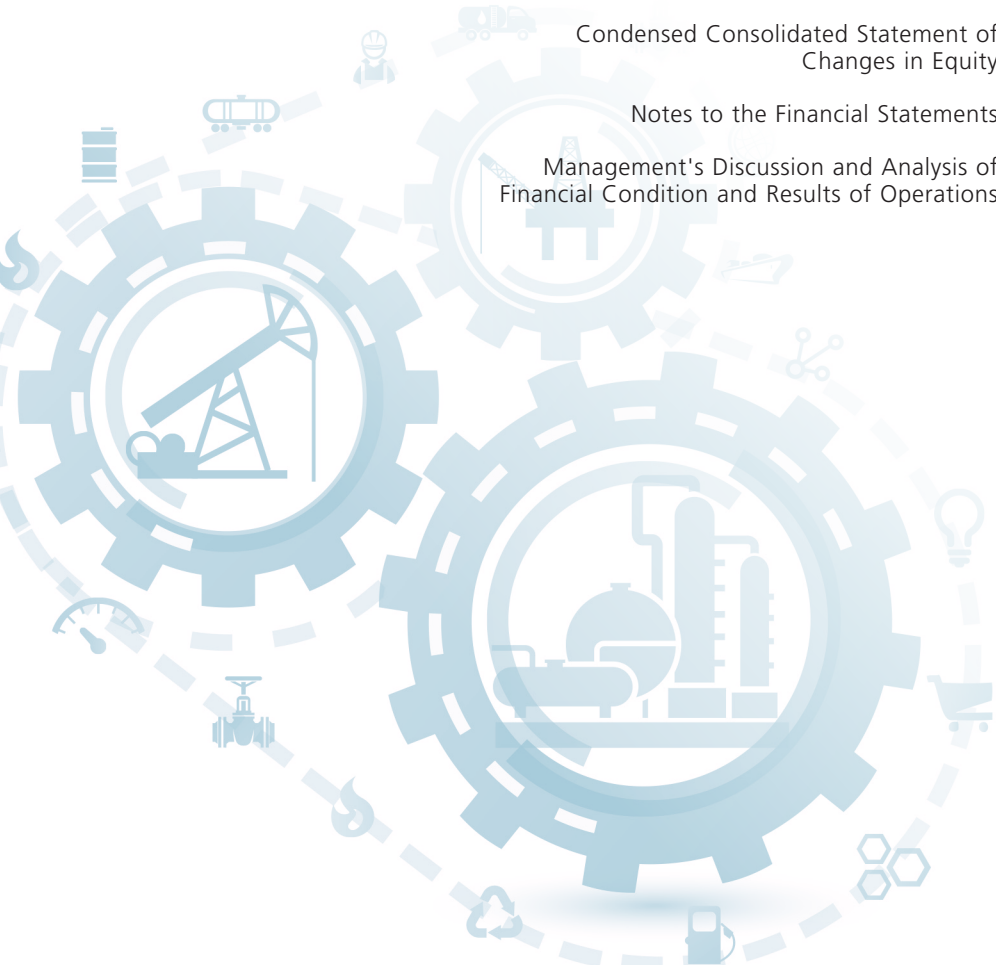 Condensed Consolidated Statement of
Changes in Equity
Notes to the Financial Statements
Management's Discussion and Analysis of
Financial Condition and Results of Operations